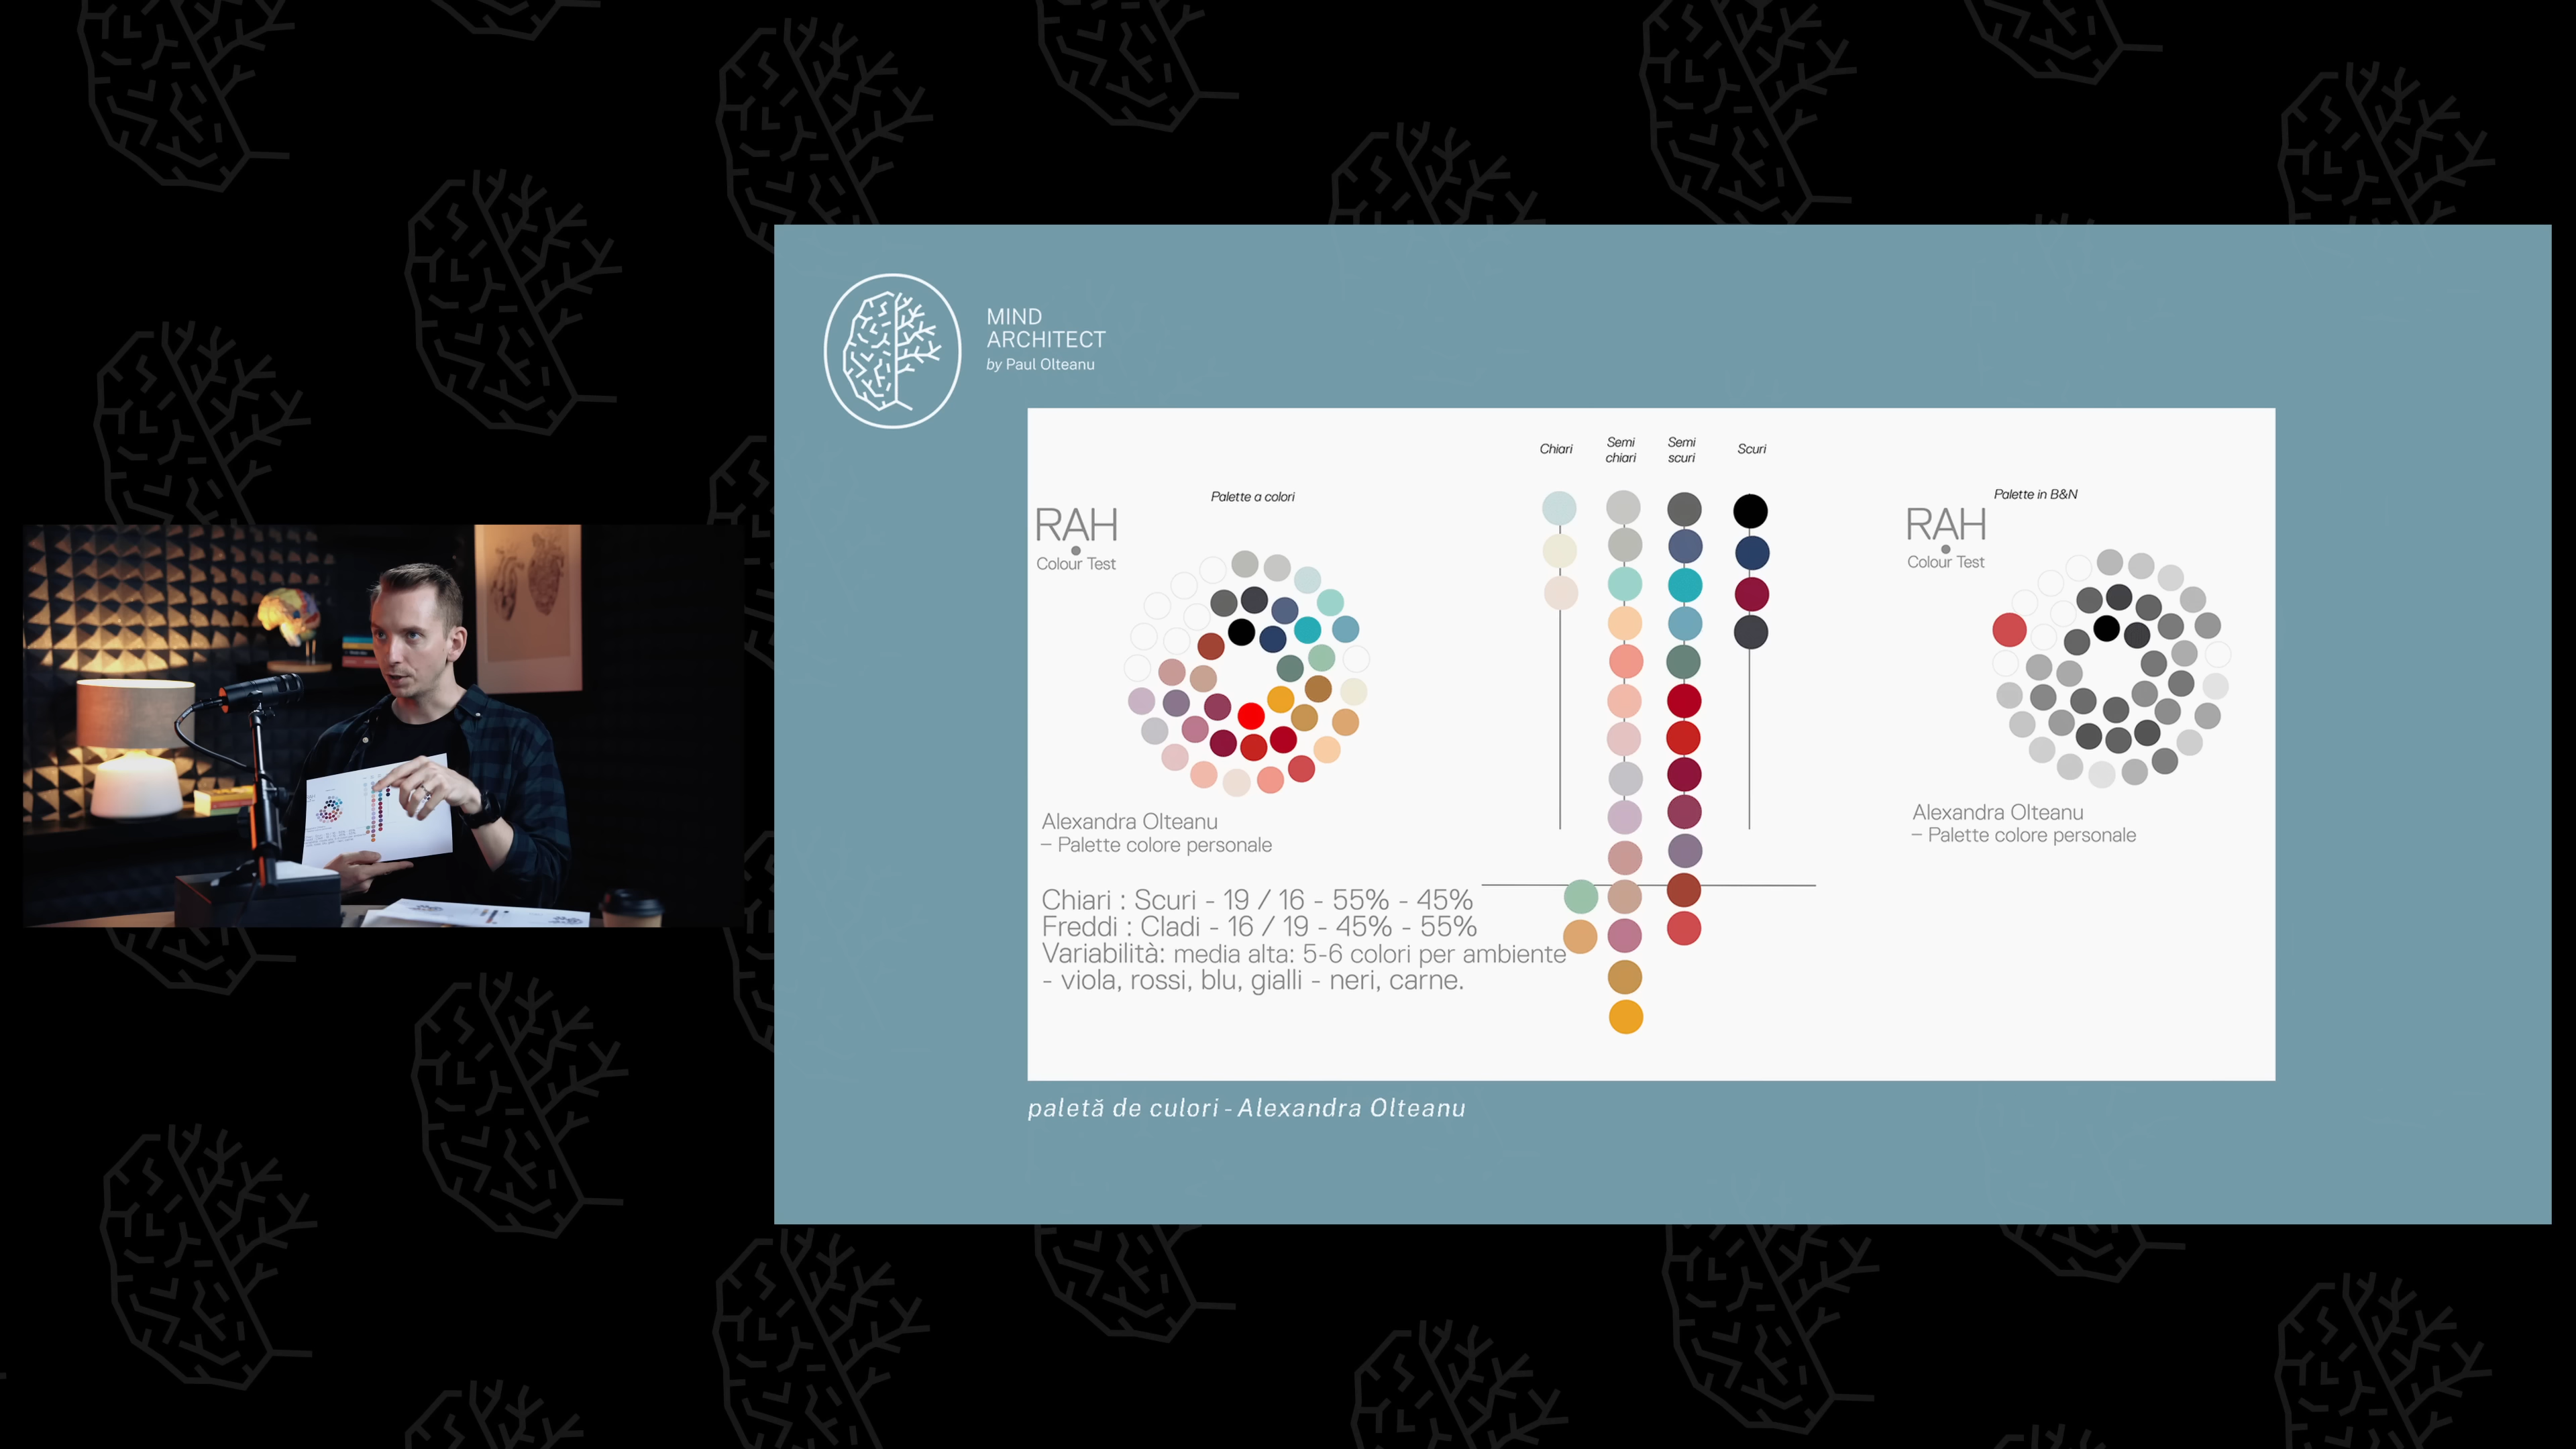 MIND
ARCHITECT
by Paul Olteanu
Palette a colori
RAH
Colour Test
Alexandra Olteanu
– Palette colore personale
Chiari : Scuri - 19 / 16 - 55% - 45%
Freddi : Cladi - 16 / 19 - 45% - 55%
Variabilità: media alta: 5-6 colori per ambiente
- viola, rossi, blu, gialli - neri, carne.
Chiari
Semi
chiari
Semi
scuri
Scuri
Palette in B&N
RAH
Colour Test
Alexandra Olteanu
– Palette colore personale
paletă de culori - Alexandra Olteanu